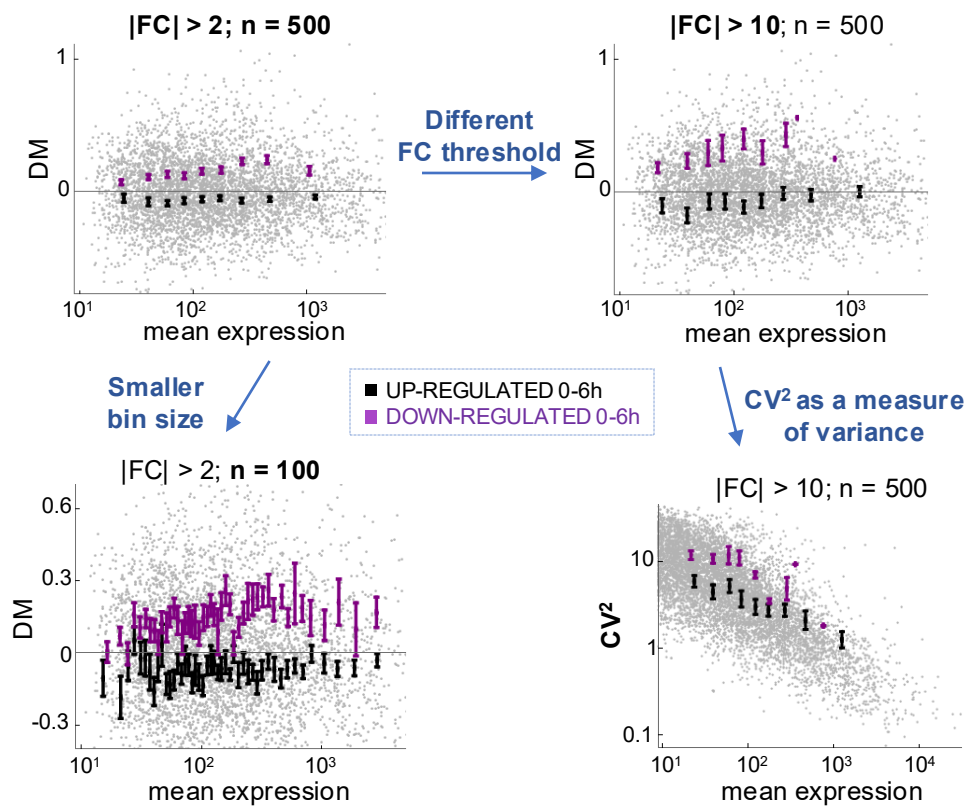 |FC| > 2; n = 500
1
0
DM
10¹
10²
10³
mean expression
Different
FC threshold
|FC| > 10; n = 500
1
0
DM
10¹
10²
10³
mean expression
Smaller
bin size
UP-REGULATED 0-6h
DOWN-REGULATED 0-6h
CV² as a measure
of variance
|FC| > 2; n = 100
0.6
0.3
0
-0.3
DM
10¹
10²
10³
mean expression
|FC| > 10; n = 500
10
1
0.1
CV²
10¹
10²
10³
10⁴
mean expression